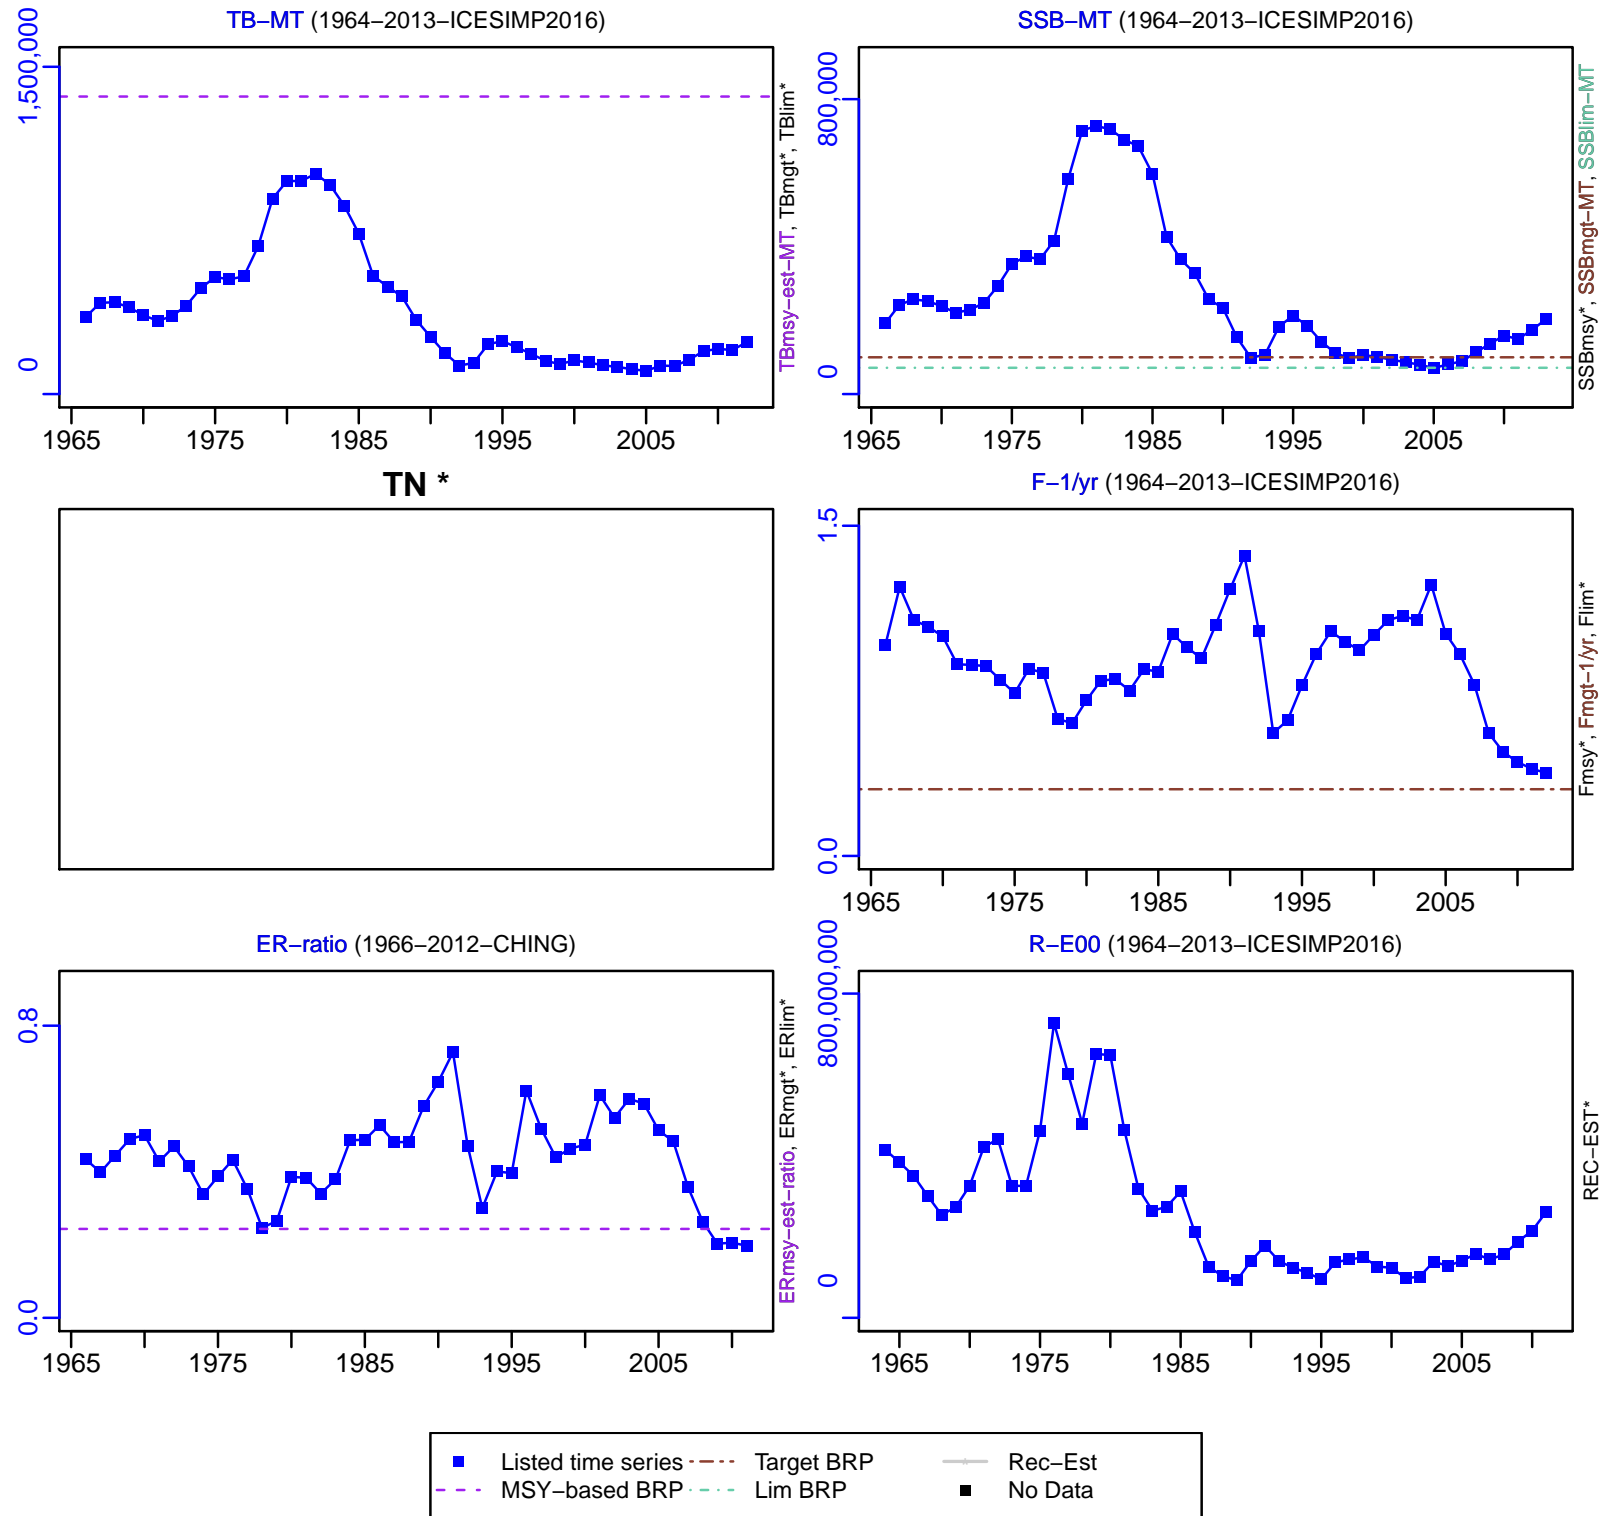 TB−MT (1964−2013−ICESIMP2016)
1,500,000
0
1965 1975 1985 1995 2005
TBmsy−est−MT, TBmgt*, TBlim*
SSB−MT (1964−2013−ICESIMP2016)
800,000
0
1965 1975 1985 1995 2005
SSBmsy*, SSBmgt−MT, SSBlim−MT
TN *
F−1/yr (1964−2013−ICESIMP2016)
1.5
0.0
1965 1975 1985 1995 2005
Fmsy*, Fmgt−1/yr, Flim*
ER−ratio (1966−2012−CHING)
0.8
0.0
1965 1975 1985 1995 2005
ERmsy−est−ratio, ERmgt*, ERlim*
R−E00 (1964−2013−ICESIMP2016)
800,000,000
0
1965 1975 1985 1995 2005
REC−EST*
Listed time series Target BRP Rec−Est
MSY−based BRP Lim BRP No Data